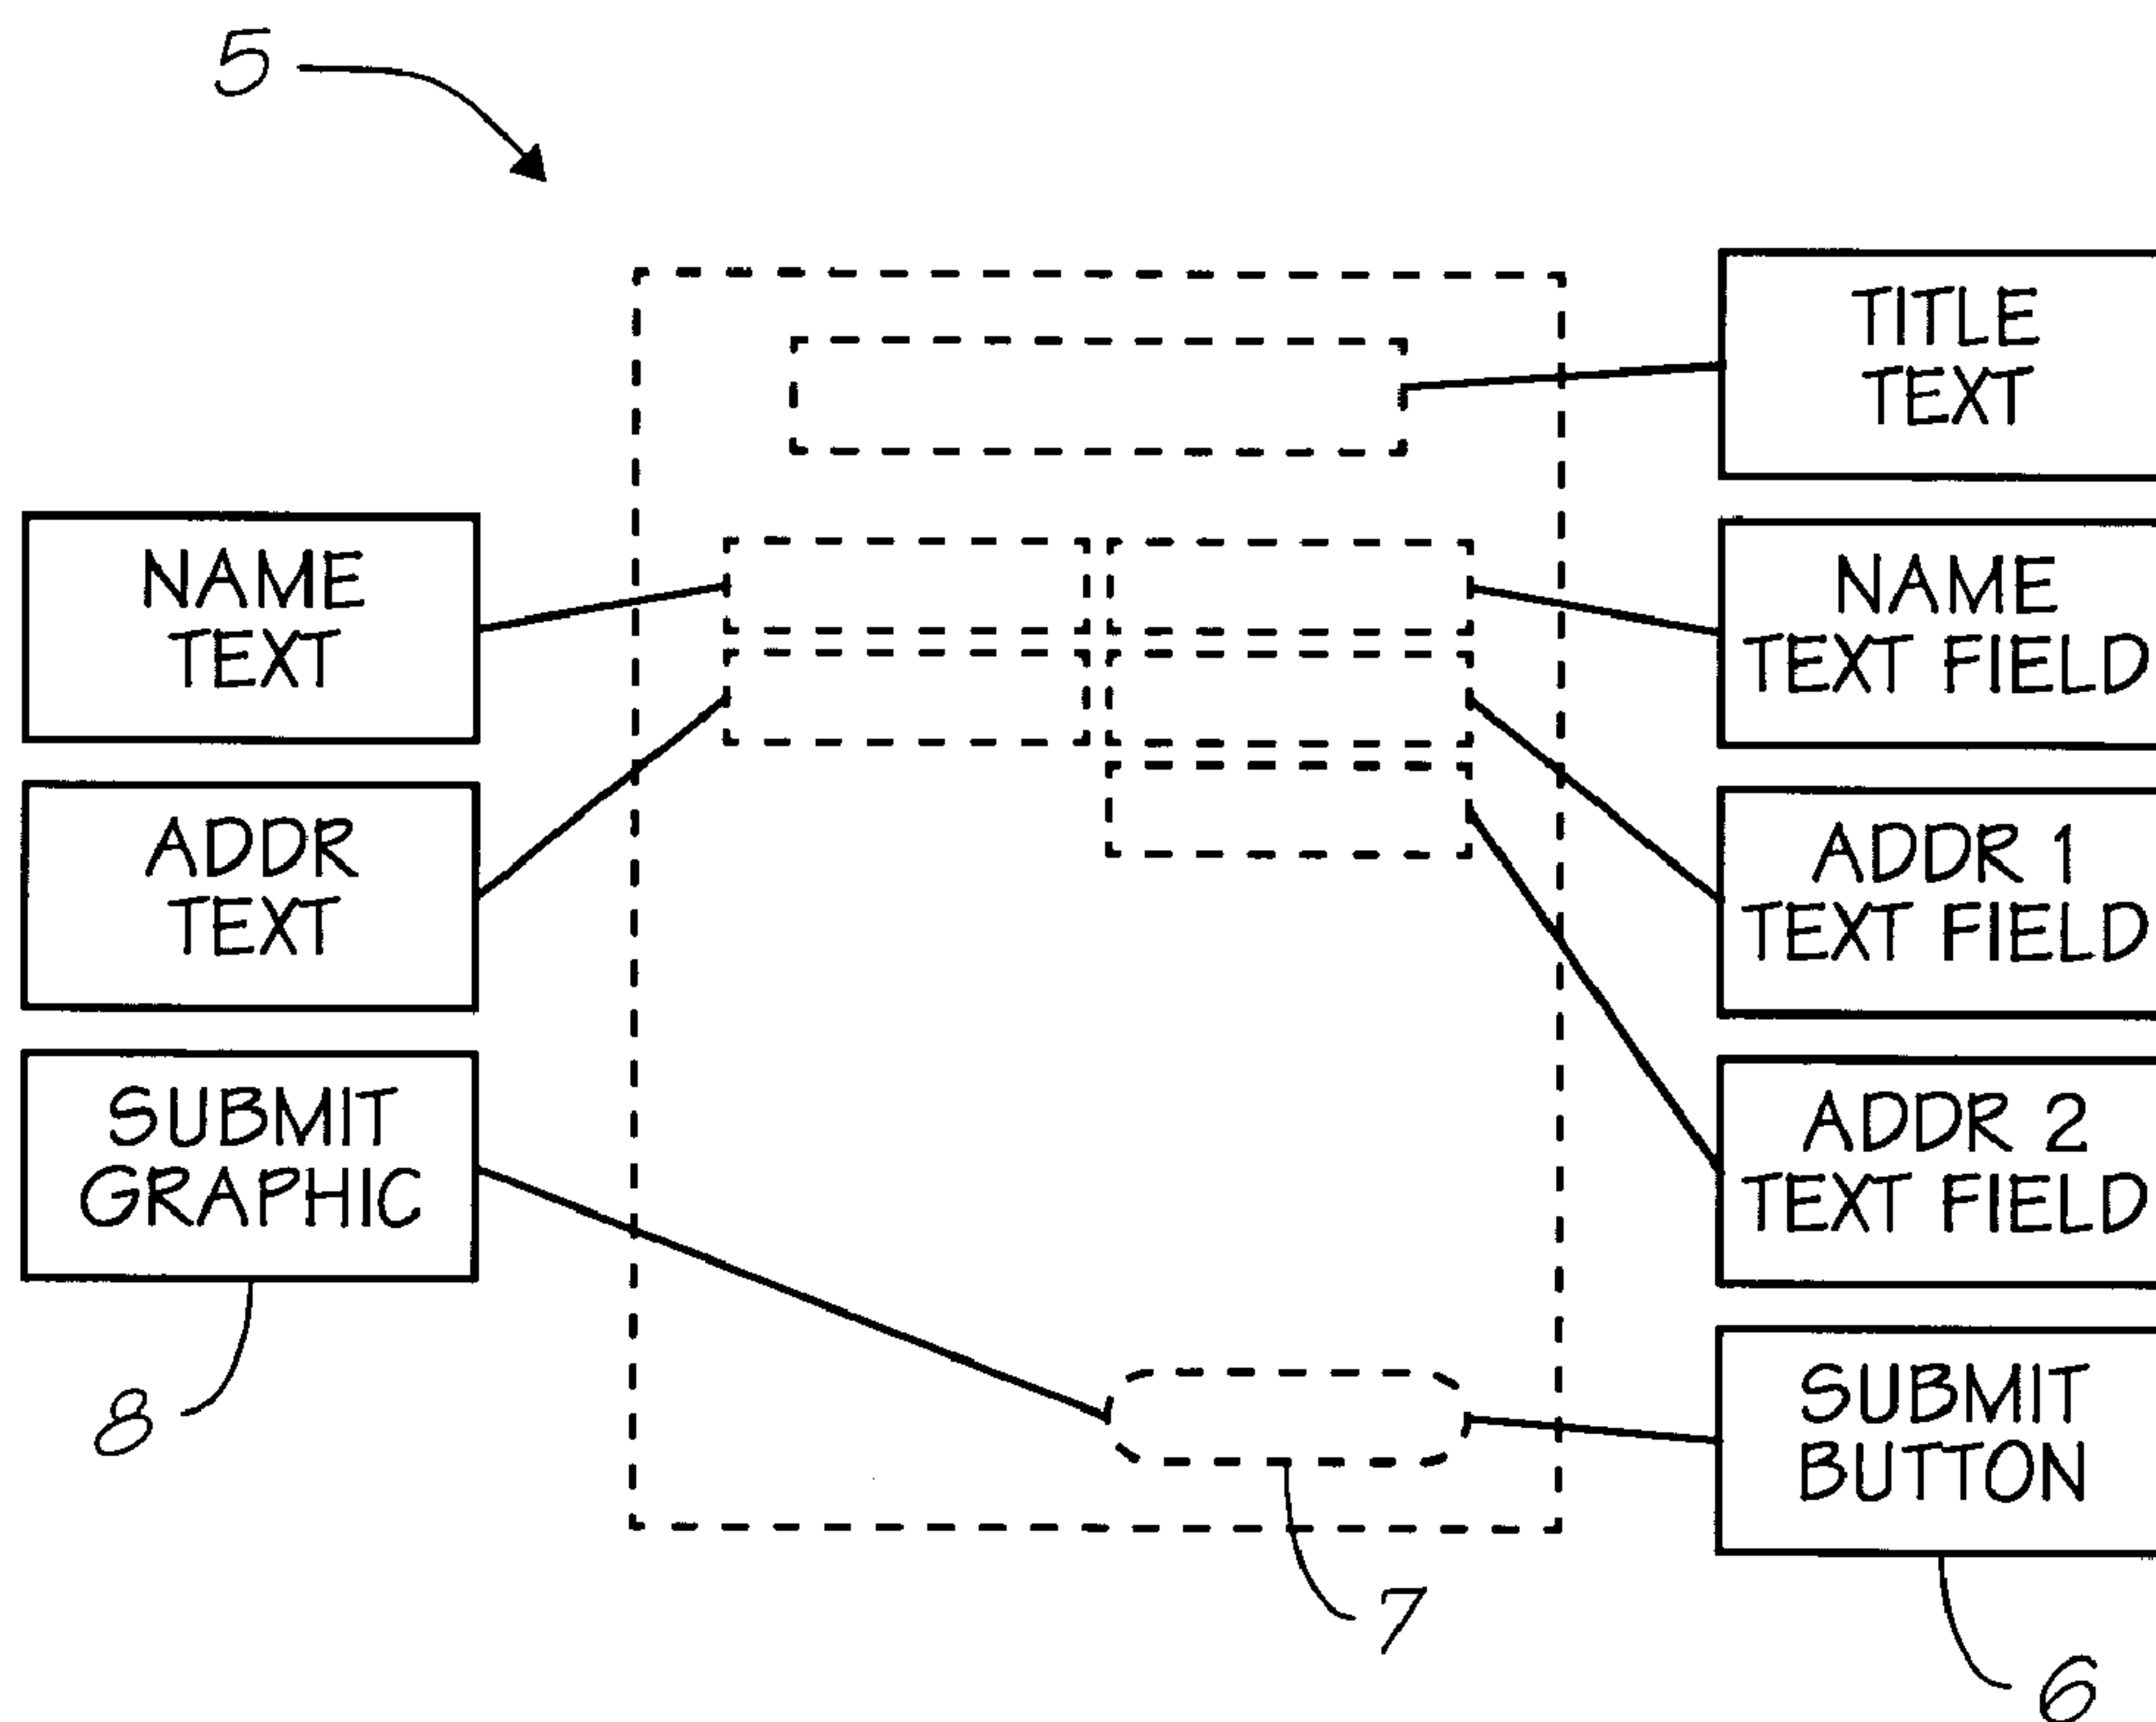 5
TITLE
TEXT
NAME
TEXT
NAME
TEXT FIELD
ADDR
TEXT
ADDR 1
TEXT FIELD
SUBMIT
GRAPHIC
ADDR 2
TEXT FIELD
8
SUBMIT
BUTTON
7
6